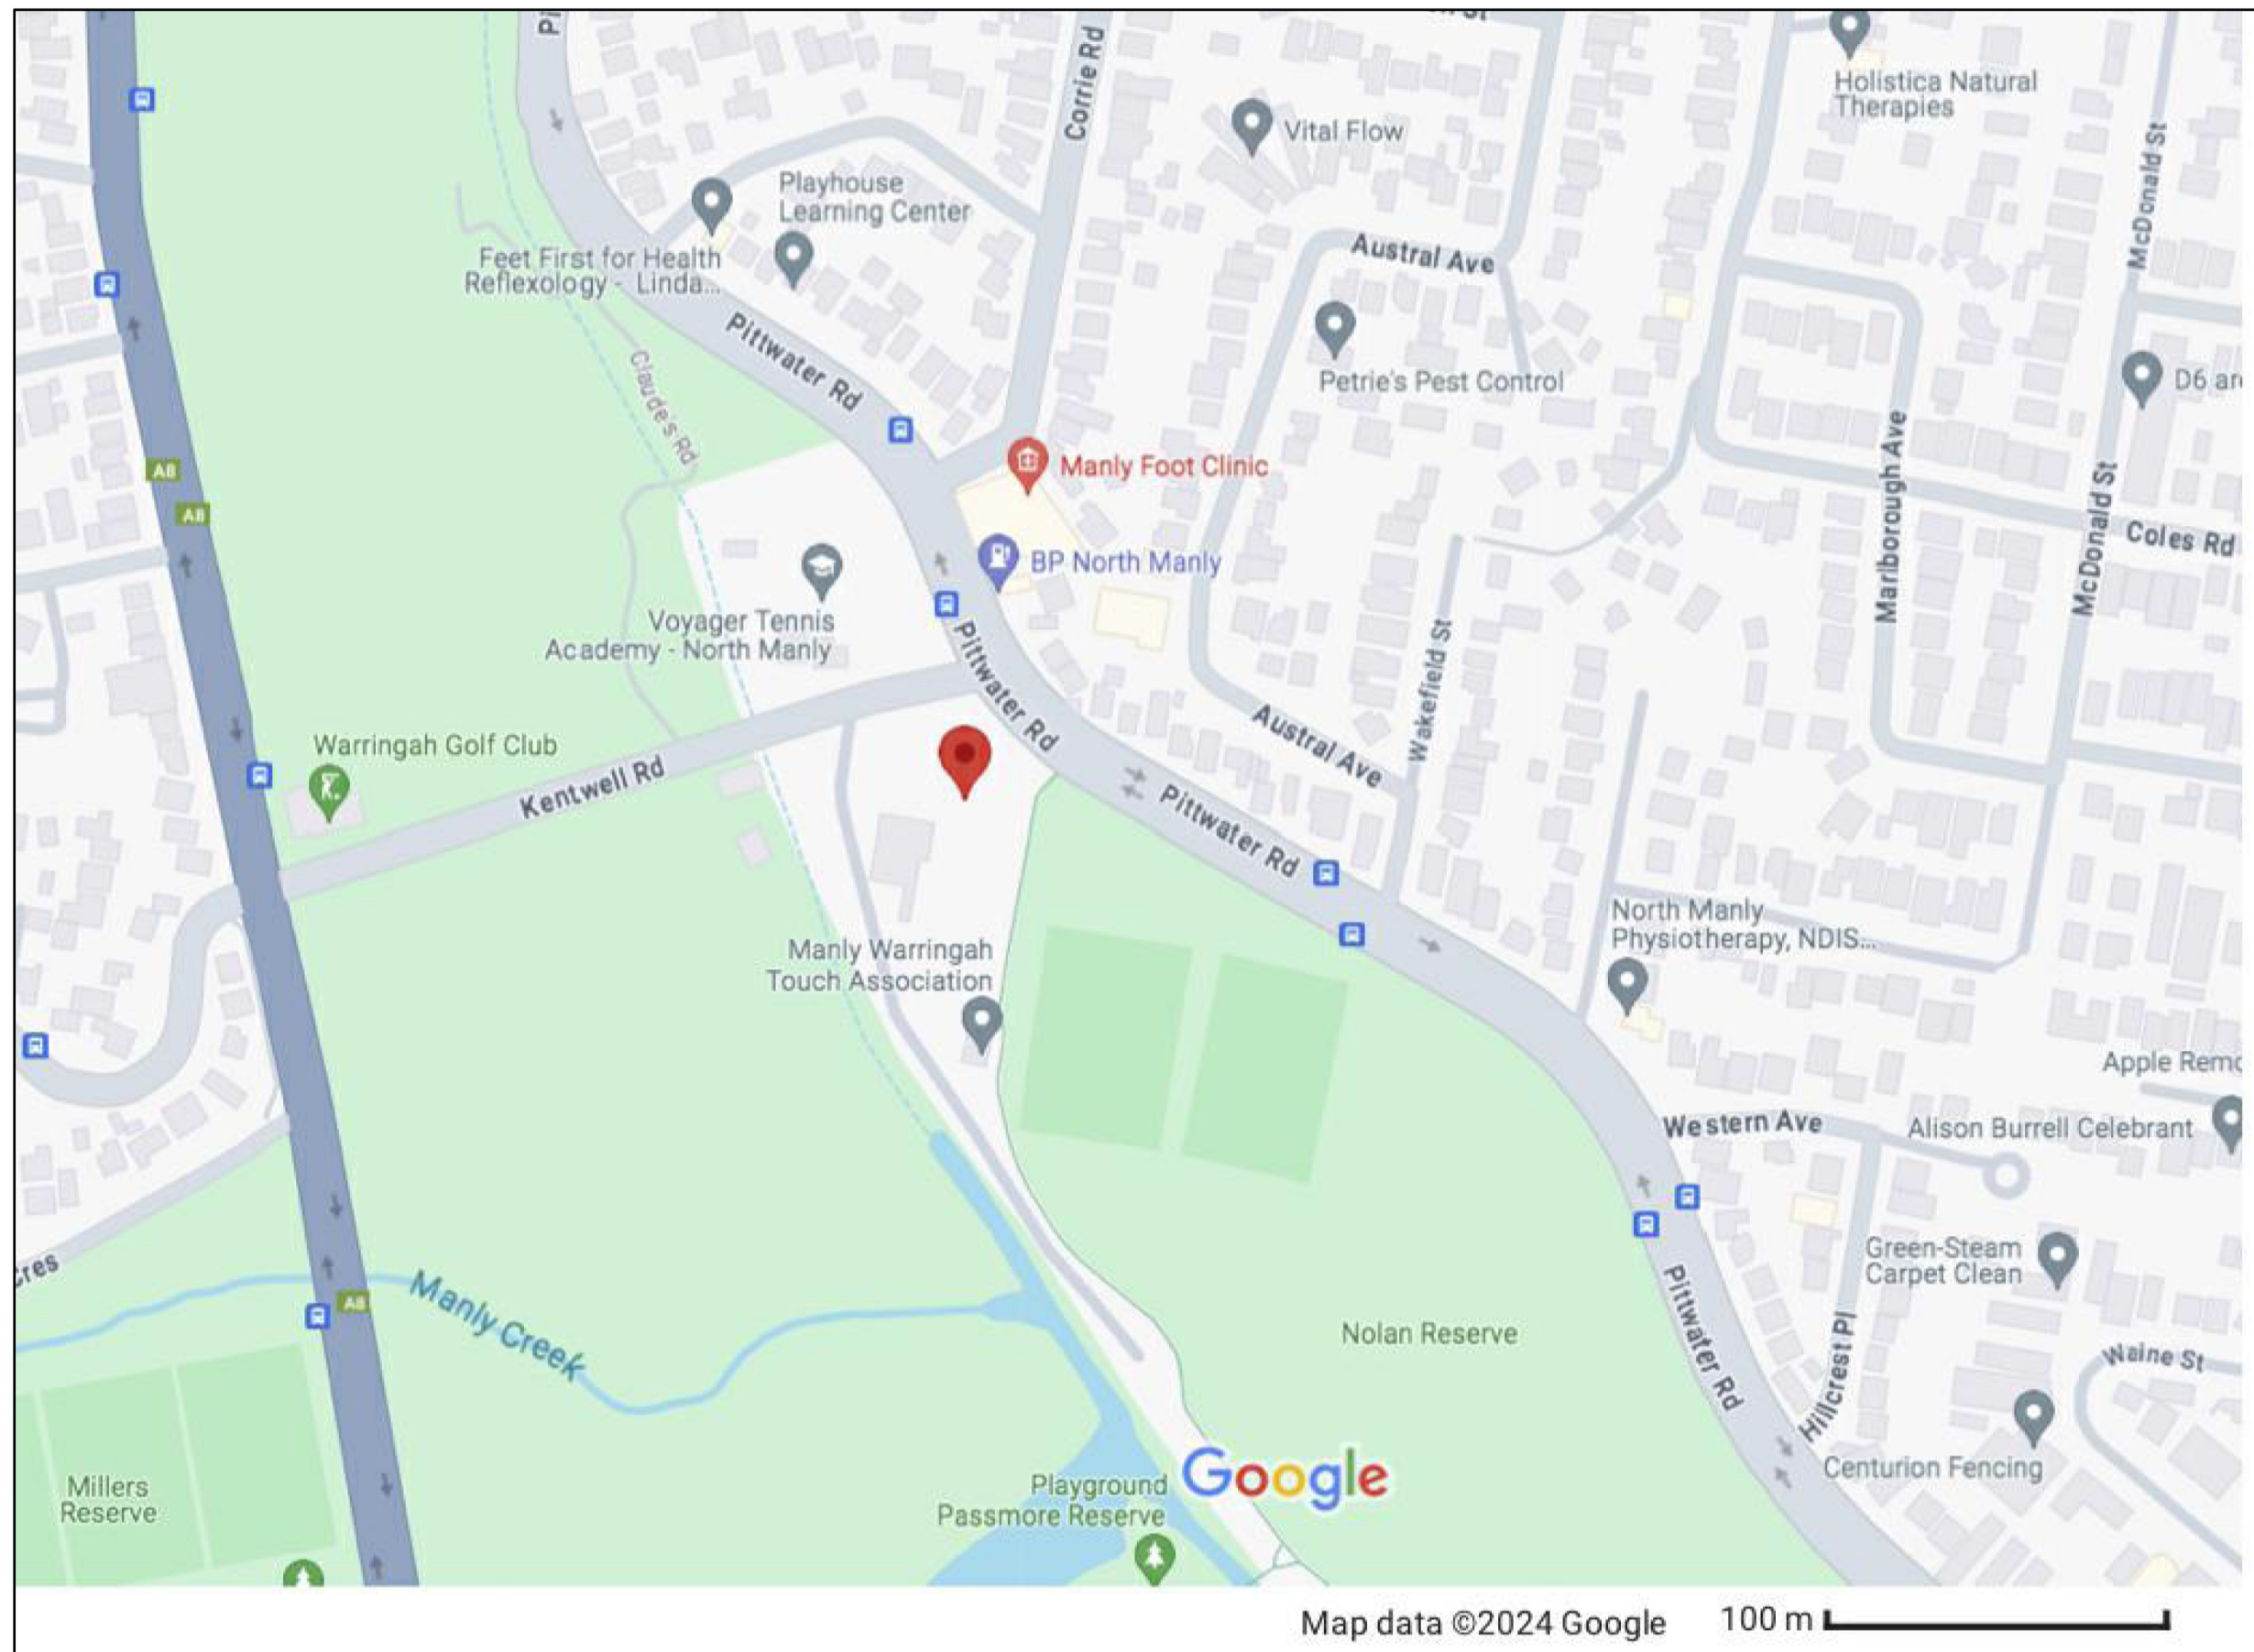 Pi
Corrie Rd
Holistica Natural
Therapies
Vital Flow
McDonald St
Playhouse
Learning Center
Feet First for Health
Reflexology - Linda...
Austral Ave
Pittwater Rd
Claude's Rd
Petrie's Pest Control
D6 ar
A8
A8
Manly Foot Clinic
Marlborough Ave
McDonald St
Coles Rd
BP North Manly
Voyager Tennis
Academy - North Manly
Pittwater Rd
Wakefield St
Austral Ave
Warringah Golf Club
Kentwell Rd
Pittwater Rd
North Manly
Physiotherapy, NDIS...
Manly Warringah
Touch Association
Apple Remo
Western Ave
Alison Burrell Celebrant
Green-Steam
Carpet Clean
Cres
A8
Manly Creek
Nolan Reserve
Pittwater Rd
Hillcrest Pl
Waine St
Centurion Fencing
Millers
Reserve
Playground
Passmore Reserve
Google
Map data ©2024 Google
100 m